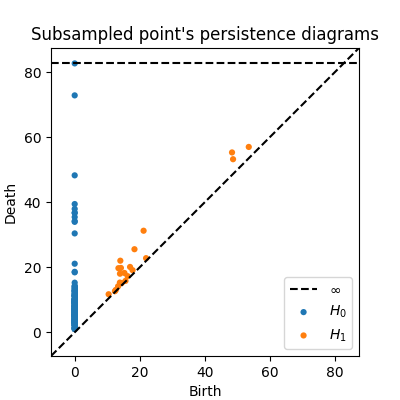 Subsampled point's persistence diagrams
80
60
40
20
0
Death
∞
H₀
H₁
0 20 40 60 80
Birth